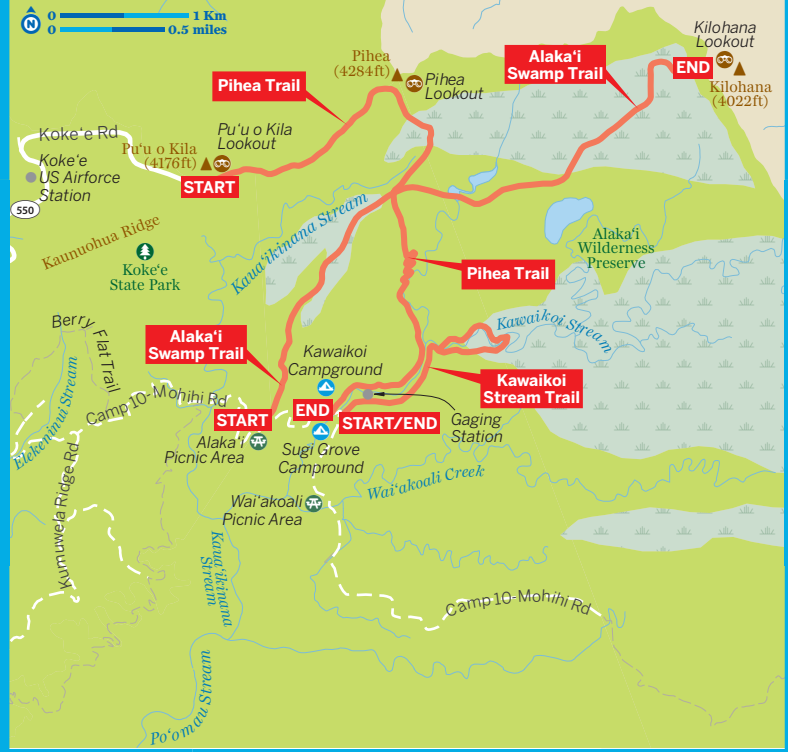 N
0
1 Km
0
0.5 miles
Kilohana
Lookout
END
Kilohana
(4022ft)
Alaka‘i
Swamp Trail
Pihea
(4284ft)
Pihea
Lookout
Pihea Trail
Koke‘e Rd
Pu‘u o Kila
Lookout
Pu‘u o Kila
(4176ft)
START
Koke‘e
US Airforce
Station
550
Kaunuohua Ridge
Koke‘e
State Park
Kaua‘ikinana Stream
Alaka‘i
Wilderness
Preserve
Pihea Trail
Kawaikoi Stream
Berry
Flat Trail
Alaka‘i
Swamp Trail
Kawaikoi
Campground
Kawaikoi
Stream Trail
Elekeninui Stream
Camp 10-Mohihi Rd
START
END
START/END
Gaging
Station
Alaka‘i
Picnic Area
Sugi Grove
Campround
Kumuwela Ridge Rd
Wai‘akoali Creek
Wai‘akoali
Picnic Area
Kaua‘ikinana
Stream
Camp 10-Mohihi Rd
Po‘omau Stream